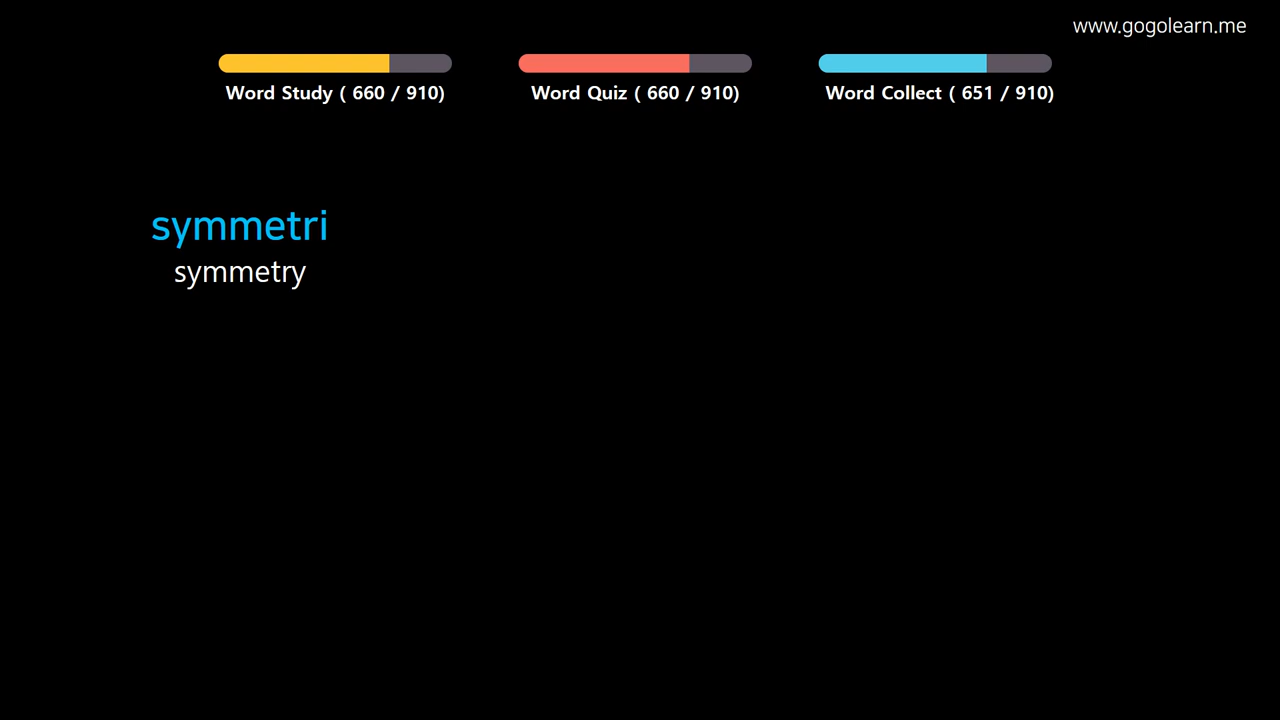 www.gogolearn.me
Word Study ( 660 / 910)
Word Quiz ( 660 / 910)
Word Collect ( 651 / 910)
symmetri
symmetry